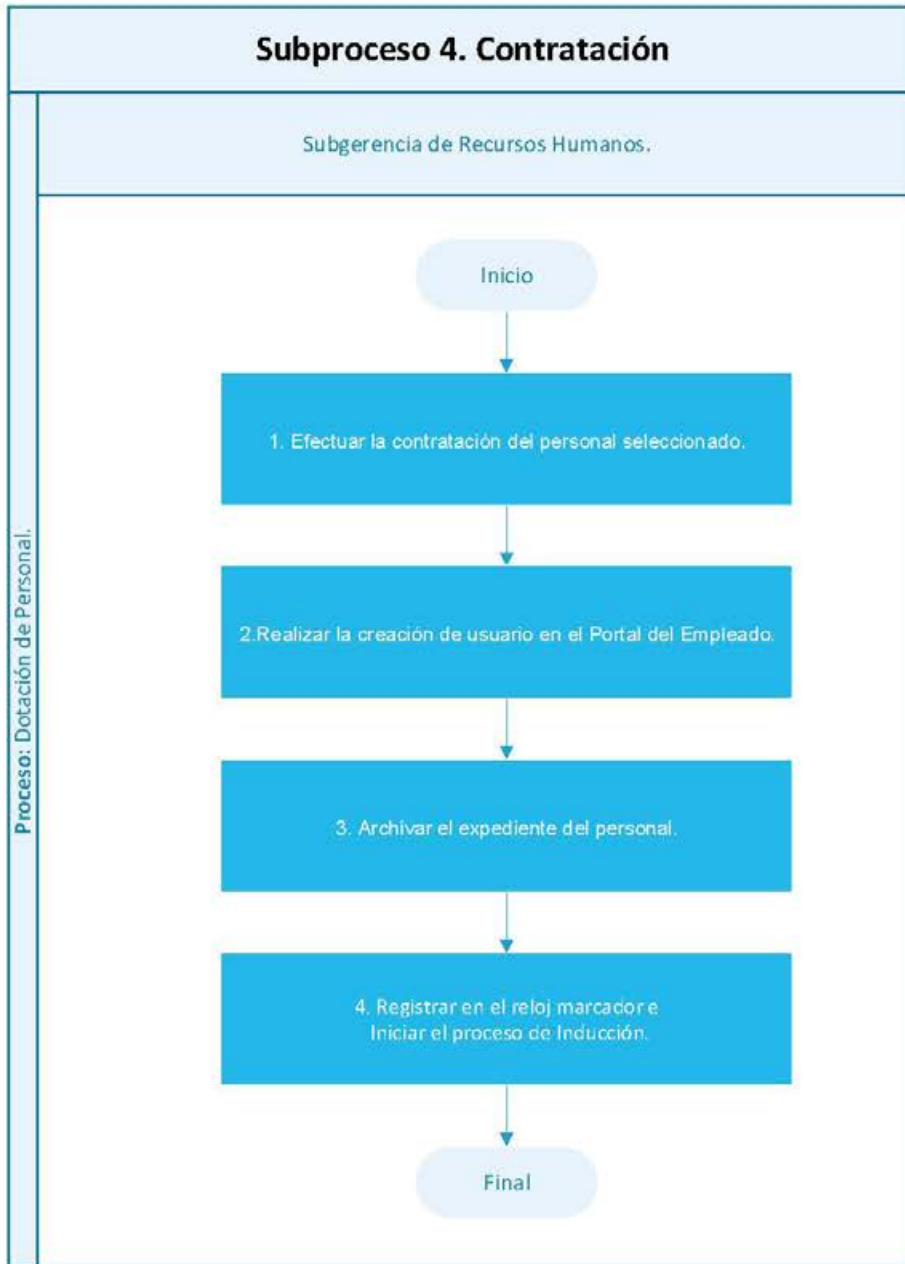 Subproceso 4. Contratación
Subgerencia de Recursos Humanos.
Proceso: Dotación de Personal.
Inicio
1. Efectuar la contratación del personal seleccionado.
2.Realizar la creación de usuario en el Portal del Empleado.
3. Archivar el expediente del personal.
4. Registrar en el reloj marcador e
Iniciar el proceso de Inducción.
Final